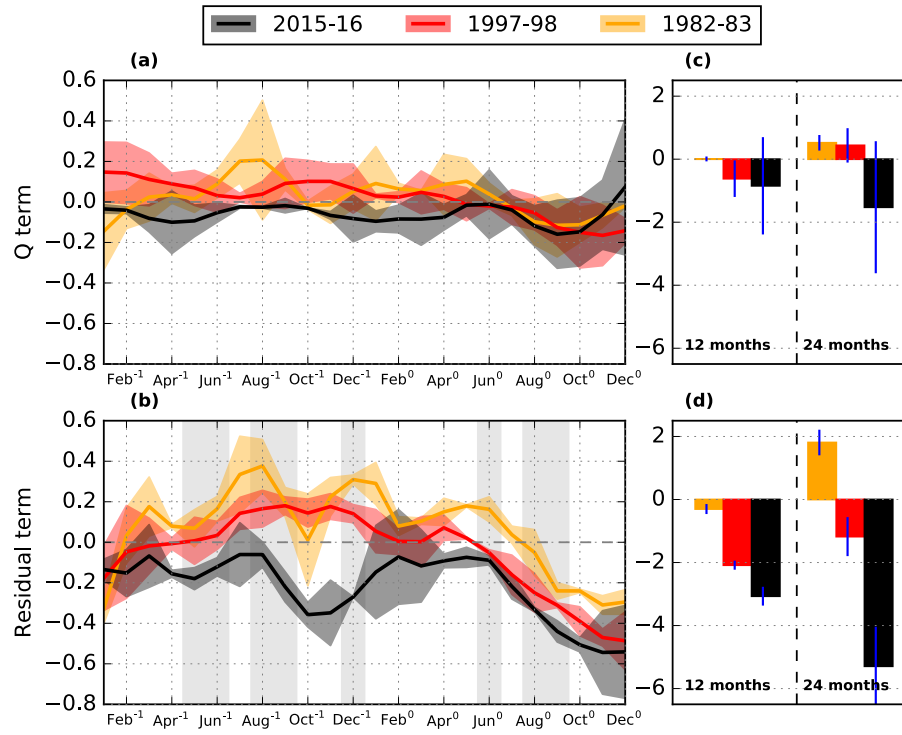 2015-16 1997-98 1982-83
(a) (c)
Q term
0.6
0.4
0.2
0.0
−0.2
−0.4
−0.6
−0.8
Feb⁻¹ Apr⁻¹ Jun⁻¹ Aug⁻¹ Oct⁻¹ Dec⁻¹ Feb⁰ Apr⁰ Jun⁰ Aug⁰ Oct⁰ Dec⁰
2
0
−2
−4
−6
12 months 24 months
(b) (d)
Residual term
0.6
0.4
0.2
0.0
−0.2
−0.4
−0.6
−0.8
Feb⁻¹ Apr⁻¹ Jun⁻¹ Aug⁻¹ Oct⁻¹ Dec⁻¹ Feb⁰ Apr⁰ Jun⁰ Aug⁰ Oct⁰ Dec⁰
2
0
−2
−4
−6
12 months 24 months